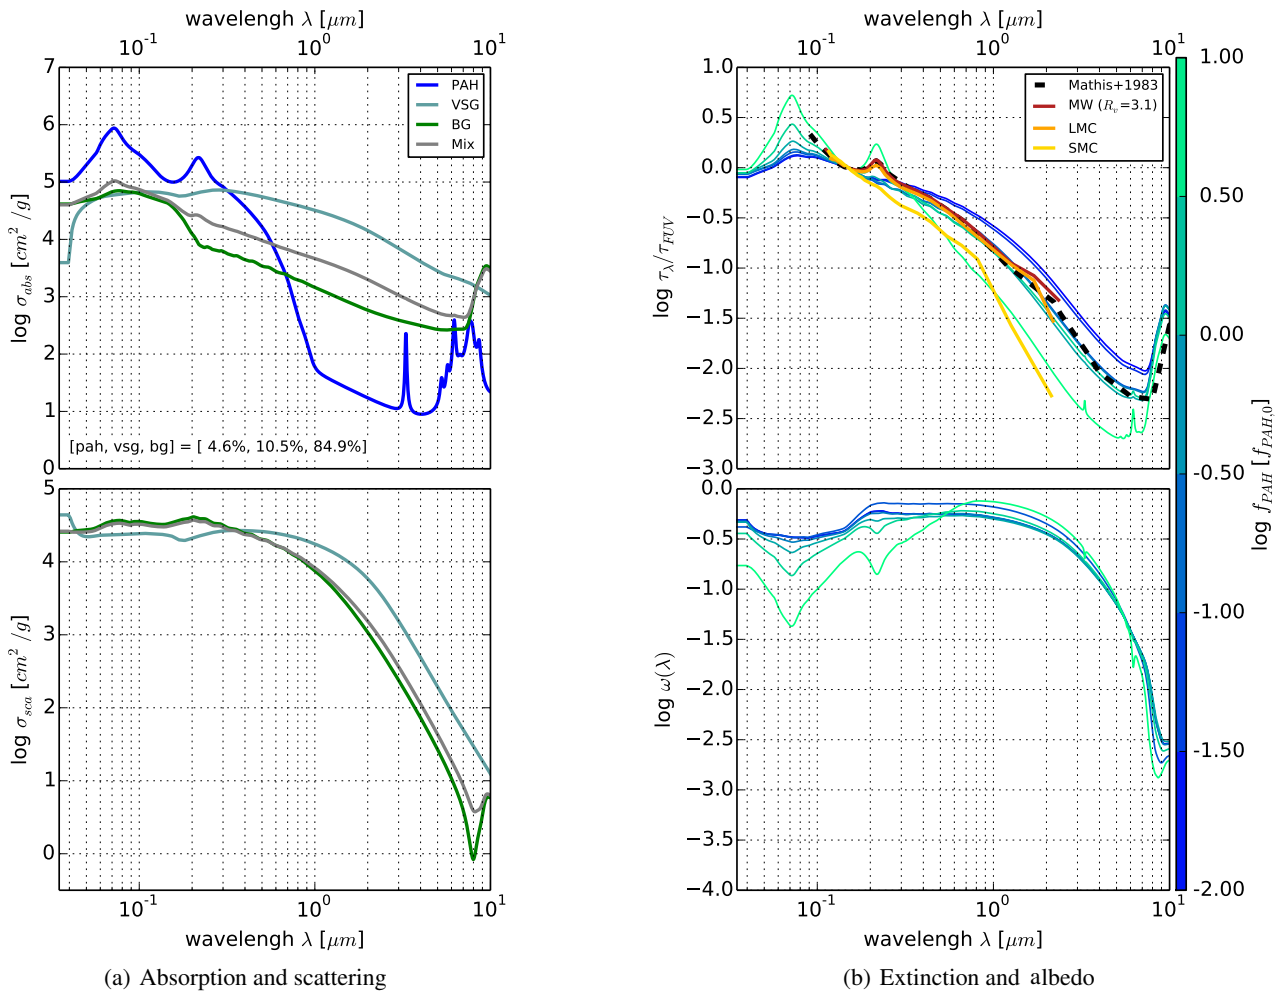 wavelengh λ [μm]
10^-1 10^0 10^1
7
6
5
4
3
2
1
0
log σ_abs [cm^2/g]
PAH
VSG
BG
Mix
[pah, vsg, bg] = [ 4.6%, 10.5%, 84.9%]
5
4
3
2
1
0
log σ_sca [cm^2/g]
10^-1 10^0 10^1
wavelengh λ [μm]
(a) Absorption and scattering
wavelengh λ [μm]
10^-1 10^0 10^1
1.0
0.5
0.0
−0.5
−1.0
−1.5
−2.0
−2.5
−3.0
log τ_λ/τ_FUV
Mathis+1983
MW (R_v=3.1)
LMC
SMC
0.0
−0.5
−1.0
−1.5
−2.0
−2.5
−3.0
−3.5
−4.0
log ω(λ)
10^-1 10^0 10^1
wavelengh λ [μm]
1.00
0.50
0.00
-0.50
-1.00
-1.50
-2.00
log f_PAH [f_PAH,0]
(b) Extinction and albedo